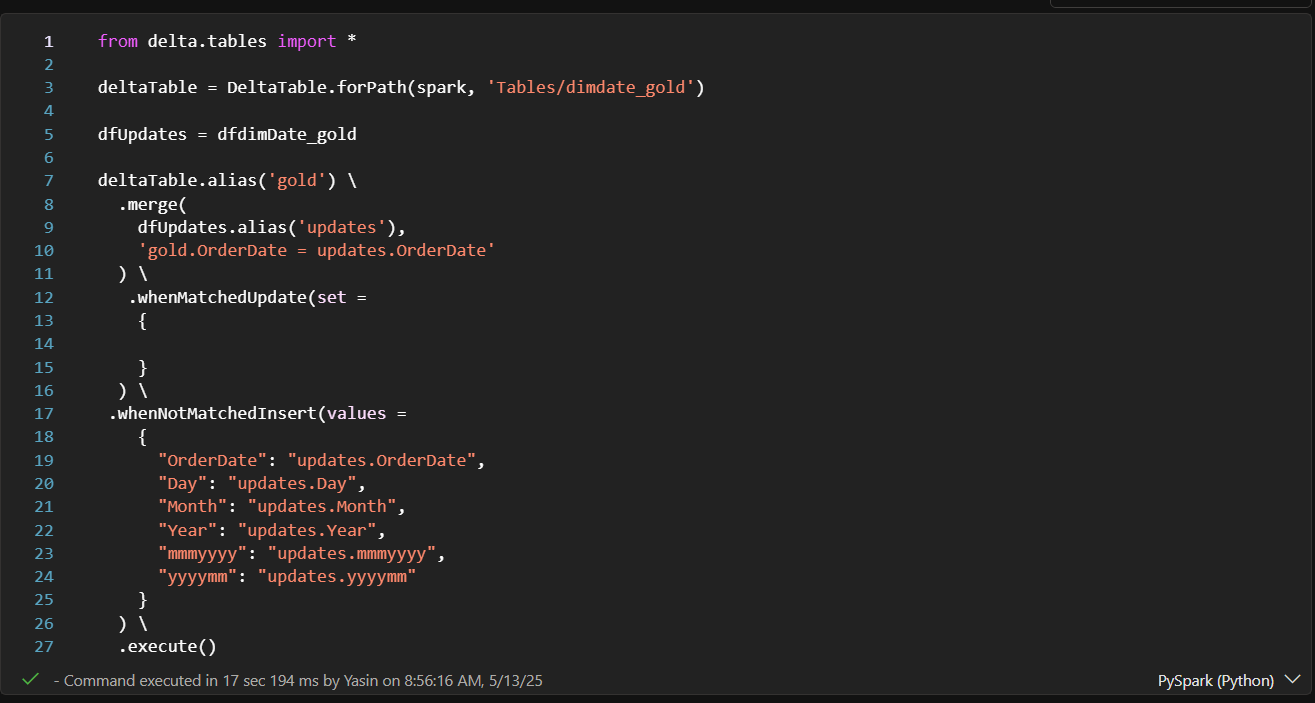 1 from delta.tables import *
2
3 deltaTable = DeltaTable.forPath(spark, 'Tables/dimdate_gold')
4
5 dfUpdates = dfdimDate_gold
6
7 deltaTable.alias('gold') \
8 .merge(
9 dfUpdates.alias('updates'),
10 'gold.OrderDate = updates.OrderDate'
11 ) \
12 .whenMatchedUpdate(set =
13 {
14
15 }
16 ) \
17 .whenNotMatchedInsert(values =
18 {
19 "OrderDate": "updates.OrderDate",
20 "Day": "updates.Day",
21 "Month": "updates.Month",
22 "Year": "updates.Year",
23 "mmmyyyy": "updates.mmmyyyy",
24 "yyyymm": "updates.yyyymm"
25 }
26 ) \
27 .execute()
- Command executed in 17 sec 194 ms by Yasin on 8:56:16 AM, 5/13/25
PySpark (Python)